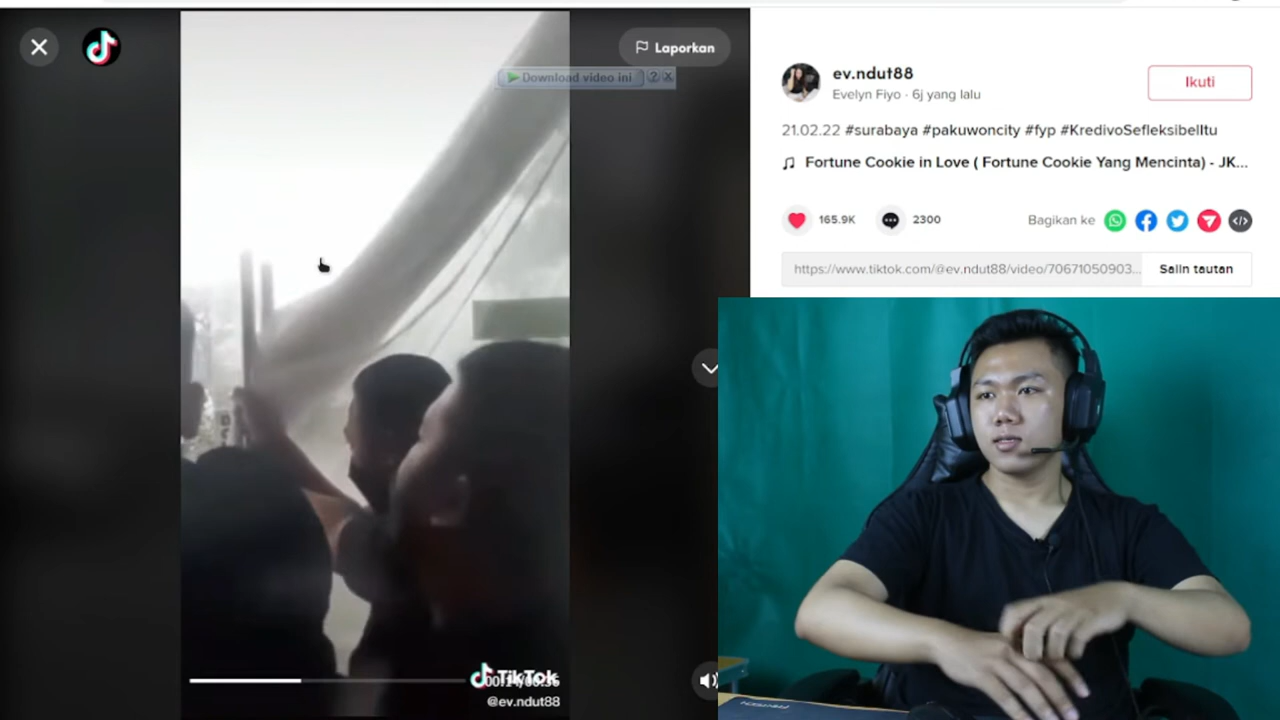 Laporkan
Download video ini ? X
TikTok
@ev.ndut88
ev.ndut88
Evelyn Fiyo · 6j yang lalu
Ikuti
21.02.22 #surabaya #pakuwoncity #fyp #KredivoSefleksibelItu
Fortune Cookie in Love ( Fortune Cookie Yang Mencinta) - JK...
165.9K
2300
Bagikan ke
https://www.tiktok.com/@ev.ndut88/video/70671050903...
Salin tautan